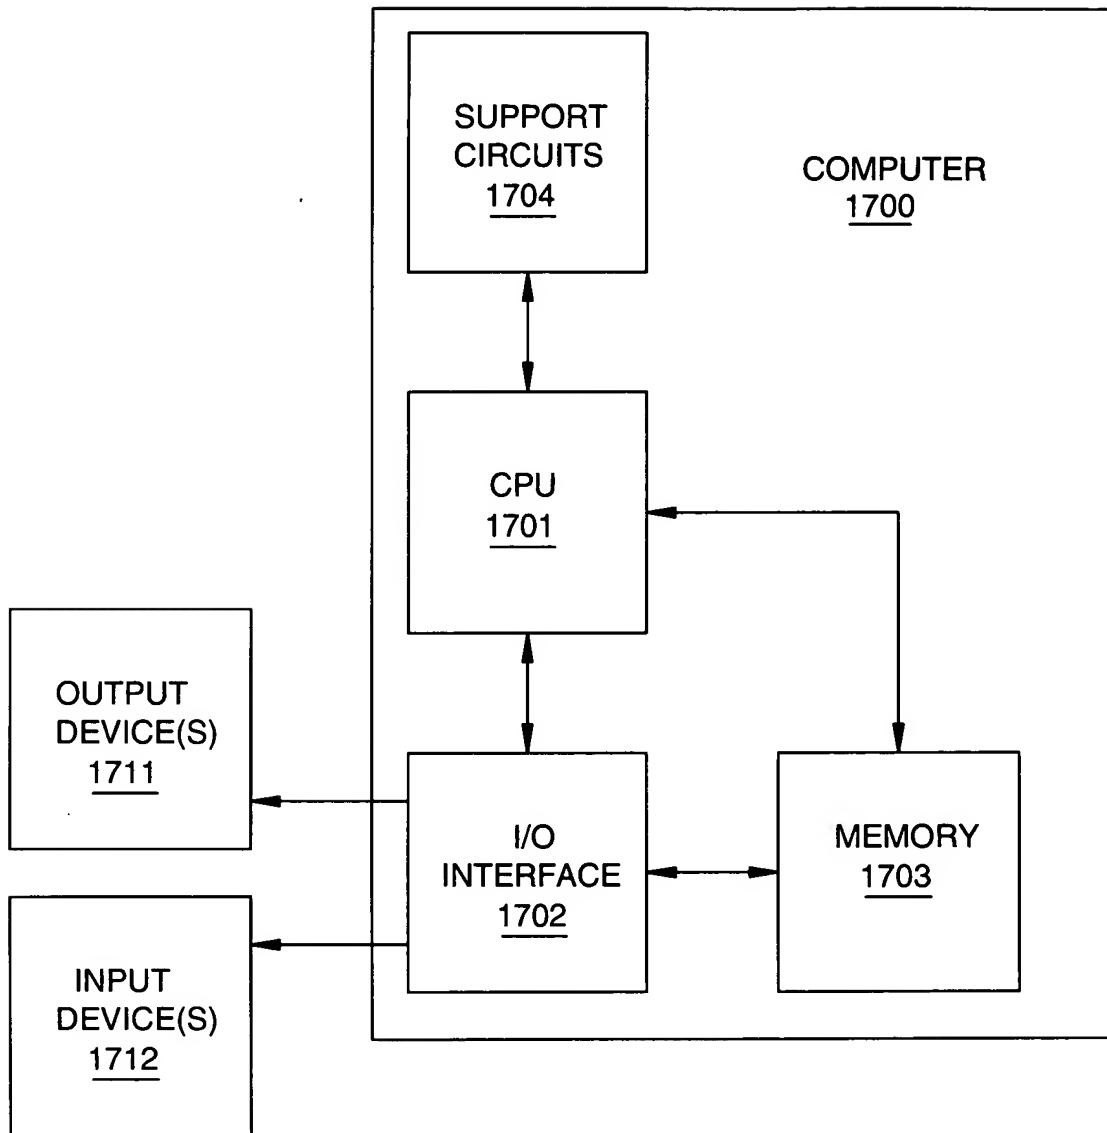 SUPPORT
CIRCUITS
1704
COMPUTER
1700
CPU
1701
OUTPUT
DEVICE(S)
1711
I/O
INTERFACE
1702
MEMORY
1703
INPUT
DEVICE(S)
1712